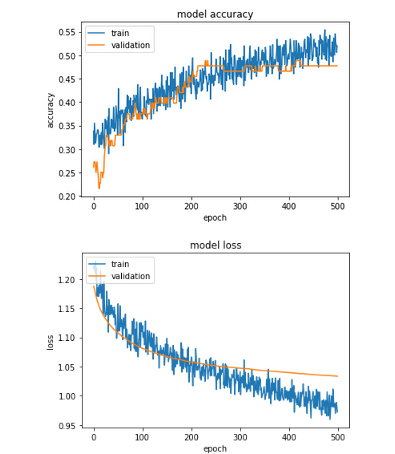 model accuracy
train
validation
0.55
0.50
0.45
0.40
0.35
0.30
0.25
0.20
accuracy
0
100
200
300
400
500
epoch
model loss
train
validation
1.20
1.15
1.10
1.05
1.00
0.95
loss
0
100
200
300
400
500
epoch